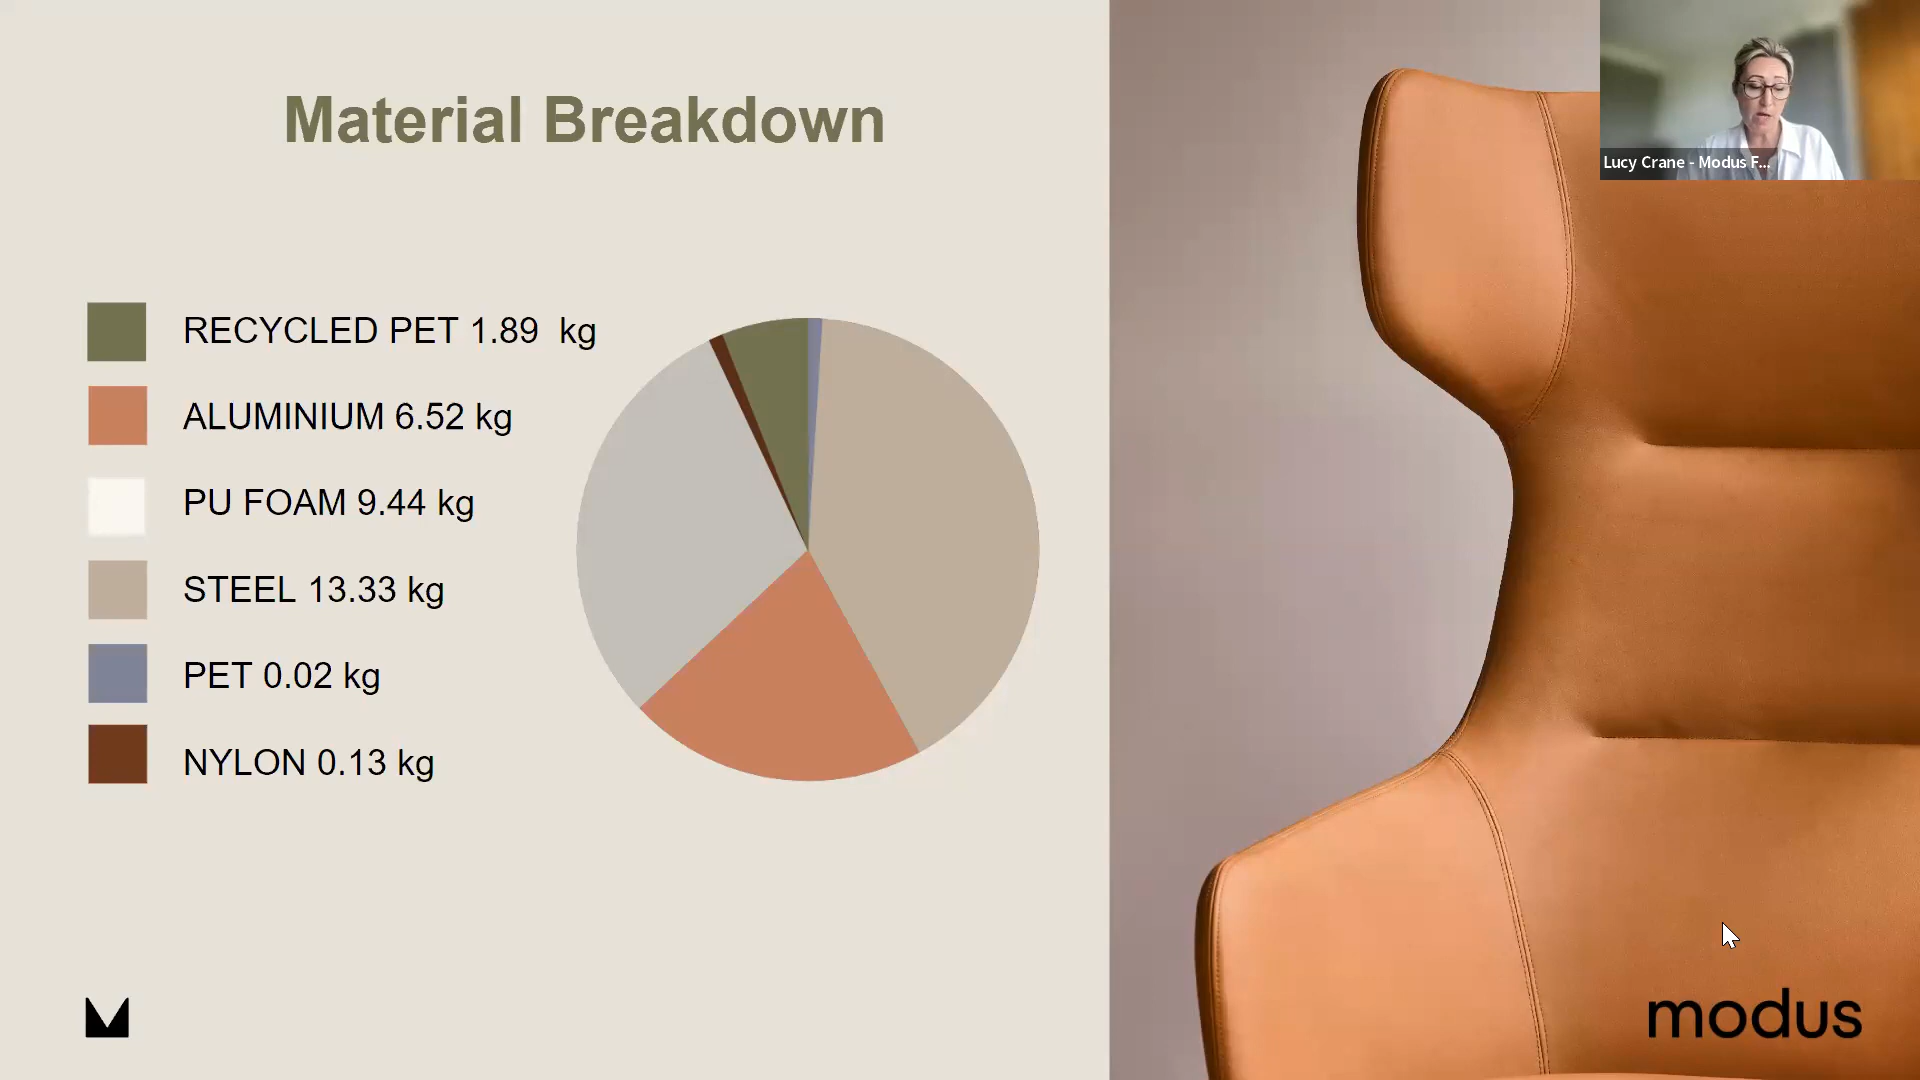 Material Breakdown
RECYCLED PET 1.89 kg
ALUMINIUM 6.52 kg
PU FOAM 9.44 kg
STEEL 13.33 kg
PET 0.02 kg
NYLON 0.13 kg
Lucy Crane - Modus F...
modus